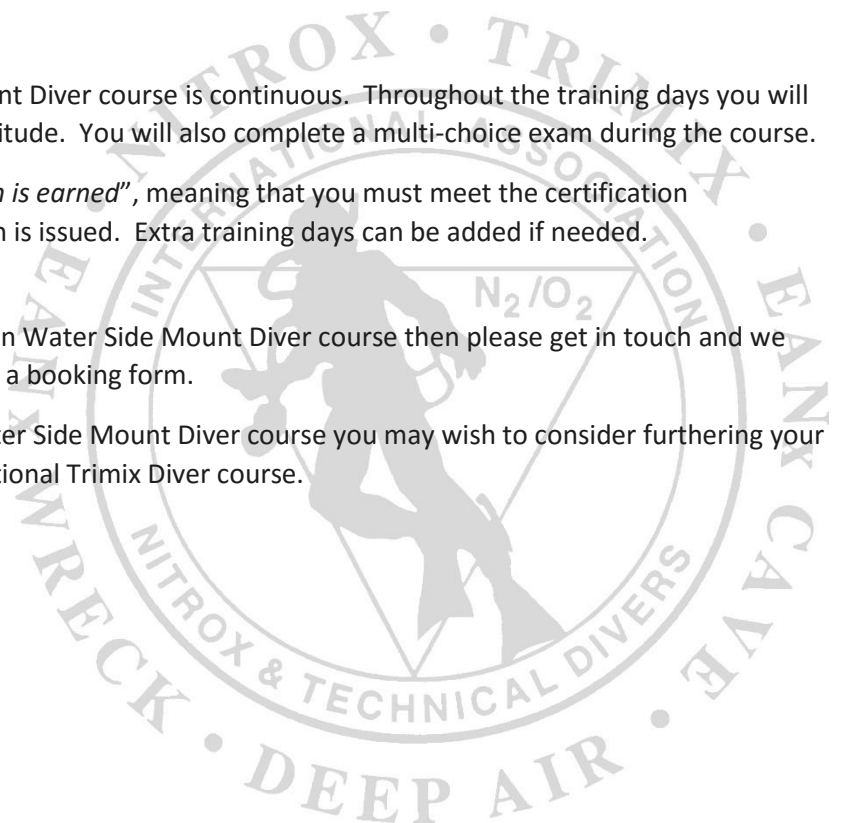 nt Diver course is continuous.  Throughout the training days you will
itude.  You will also complete a multi-choice exam during the course.
n is earned”, meaning that you must meet the certification
n is issued.  Extra training days can be added if needed.
n Water Side Mount Diver course then please get in touch and we
a booking form.
er Side Mount Diver course you may wish to consider furthering your
tional Trimix Diver course.
NITROX • TRIMIX • EANx CAVE • DEEP AIR • WRECK EANx •
INTERNATIONAL ASSOCIATION
N2/O2
NITROX & TECHNICAL DIVERS